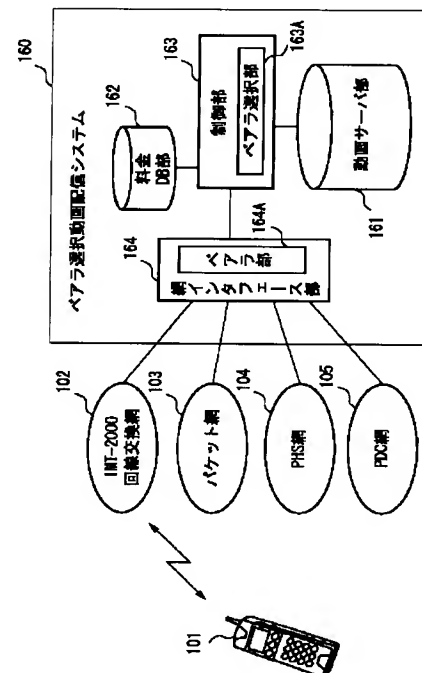 160
ベアラ選択動画配信システム
162
料金
DB部
163
制御部
ベアラ選択部
163A
動画サーバ部
161
164
164A
ベアラ部
網インタフェース部
102
IMT-2000
回線交換網
103
パケット網
104
PHS網
105
PDC網
101